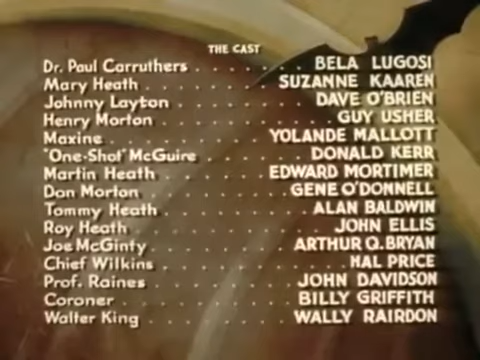 THE CAST
Dr. Paul Carruthers . . . . . . . BELA LUGOSI
Mary Heath . . . . . . . SUZANNE KAAREN
Johnny Layton . . . . . . . DAVE O'BRIEN
Henry Morton . . . . . . . . GUY USHER
Maxine . . . . . . . . YOLANDE MALLOTT
"One-Shot" McGuire . . . . . DONALD KERR
Martin Heath . . . . . EDWARD MORTIMER
Don Morton . . . . . . . GENE O'DONNELL
Tommy Heath . . . . . . . ALAN BALDWIN
Roy Heath . . . . . . . . . JOHN ELLIS
Joe McGinty . . . . . . ARTHUR Q. BRYAN
Chief Wilkins . . . . . . . . . HAL PRICE
Prof. Raines . . . . . . . JOHN DAVIDSON
Coroner . . . . . . . . BILLY GRIFFITH
Walter King . . . . . . . WALLY RAIRDON